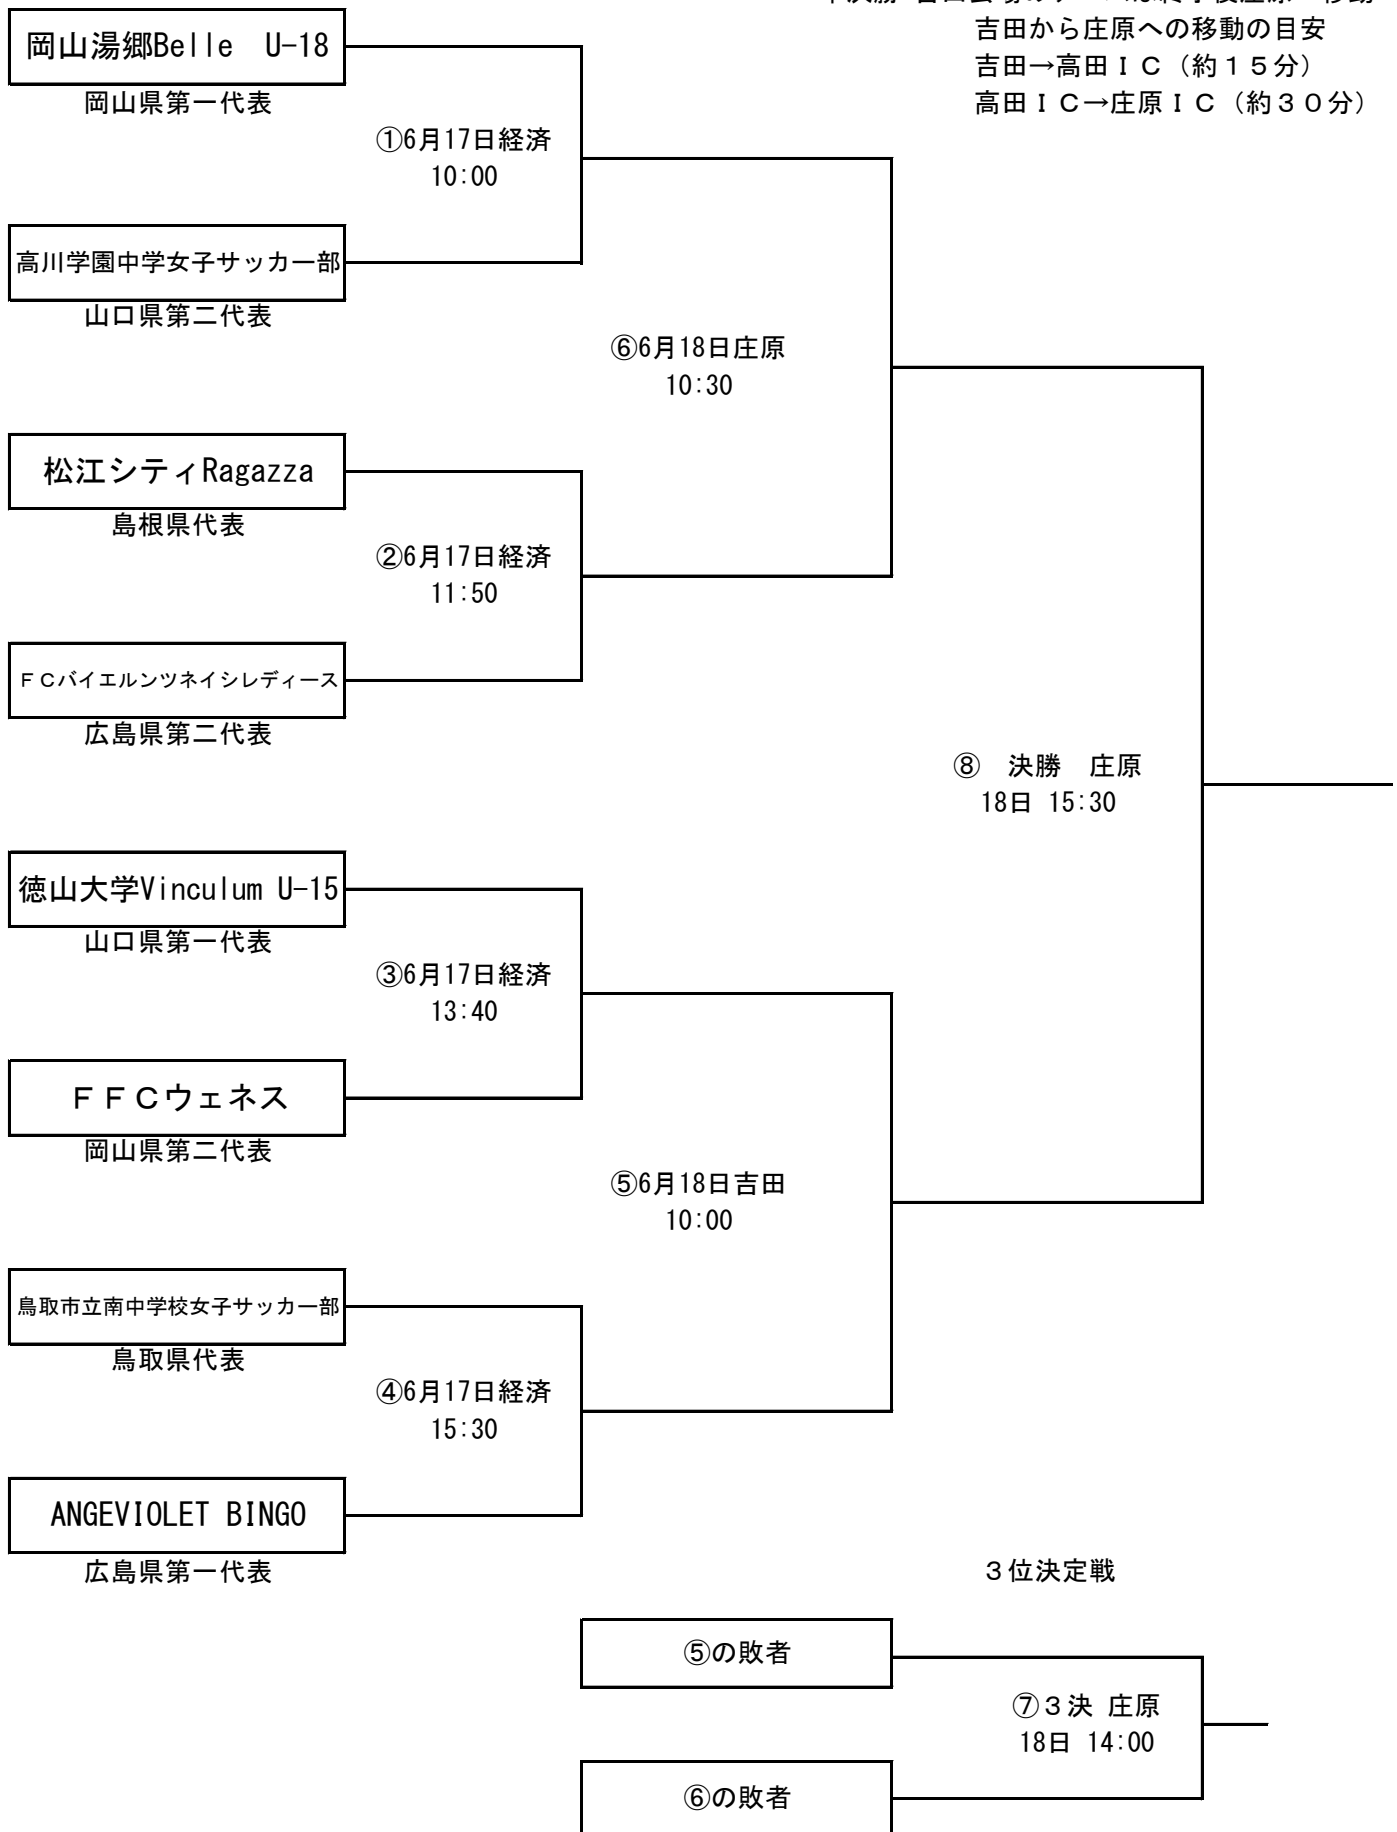 吉田から庄原への移動の目安
吉田→高田ＩＣ（約１５分）
高田ＩＣ→庄原ＩＣ（約３０分）
岡山湯郷Belle　U-18
岡山県第一代表
①6月17日経済
10:00
高川学園中学女子サッカー部
山口県第二代表
⑥6月18日庄原
10:30
松江シティRagazza
島根県代表
②6月17日経済
11:50
ＦＣバイエルンツネイシレディース
広島県第二代表
⑧　決勝　庄原
18日 15:30
徳山大学Vinculum U-15
山口県第一代表
③6月17日経済
13:40
ＦＦＣウェネス
岡山県第二代表
⑤6月18日吉田
10:00
鳥取市立南中学校女子サッカー部
鳥取県代表
④6月17日経済
15:30
ANGEVIOLET BINGO
広島県第一代表
３位決定戦
⑤の敗者
⑦３決 庄原
18日 14:00
⑥の敗者